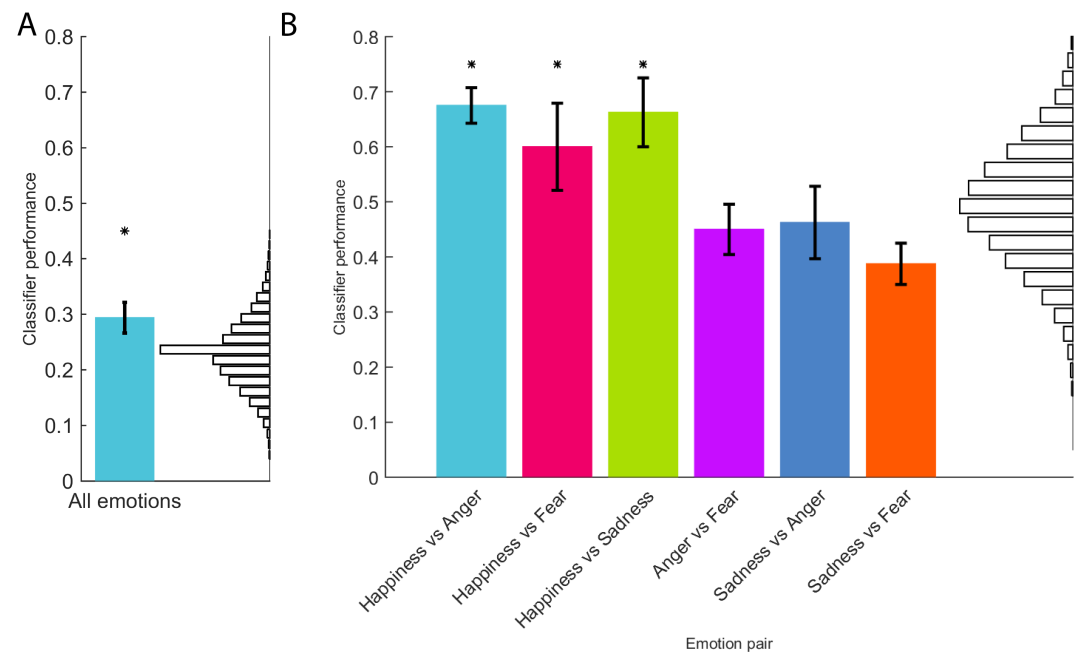 A
0.8
0.7
0.6
0.5
0.4
0.3
0.2
0.1
0
Classifier performance
*
All emotions
B
0.8
0.7
0.6
0.5
0.4
0.3
0.2
0.1
0
Classifier performance
* * *
Happiness vs Anger
Happiness vs Fear
Happiness vs Sadness
Anger vs Fear
Sadness vs Anger
Sadness vs Fear
Emotion pair